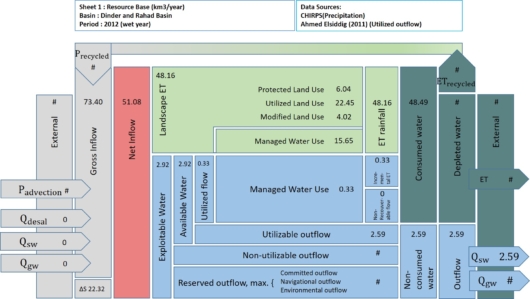 Sheet 1 : Resource Base (km3/year)
Basin : Dinder and Rahad Basin
Period : 2012 (wet year)
Data Sources:
CHIRPS(Precipitation)
Ahmed Elsiddig (2011) (Utilized outflow)
Precycled
#
ETrecycled
#
External
#
Gross Inflow
73.40
Net Inflow
51.08
Landscape ET
48.16
Protected Land Use 6.04
Utilized Land Use 22.45
Modified Land Use 4.02
Managed Water Use 15.65
ET rainfall
48.16
Consumed water
48.49
Depleted water
#
External
#
ET #
Padvection #
Qdesal 0
Qsw 0
Qgw 0
ΔS 22.32
Exploitable Water
2.92
Available Water
2.92
Utilized flow
0.33
Managed Water Use 0.33
0.33
Incre-
mental ET
0
Non-
Recoverable flow
Utilizable outflow 2.59
Non-utilizable outflow #
Reserved outflow, max. {
Committed outflow
Navigational outflow
Environmental outflow
#
Non-
consumed
water
2.59
Outflow
2.59
Qsw 2.59
Qgw #